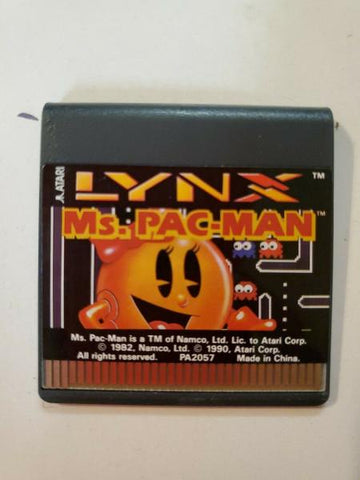 ATARI
LYNX ™
Ms. PAC-MAN ™
Ms. Pac-Man is a TM of Namco, Ltd. Lic. to Atari Corp.
© 1982, Namco, Ltd. © 1990, Atari Corp.
All rights reserved. PA2057 Made in China.